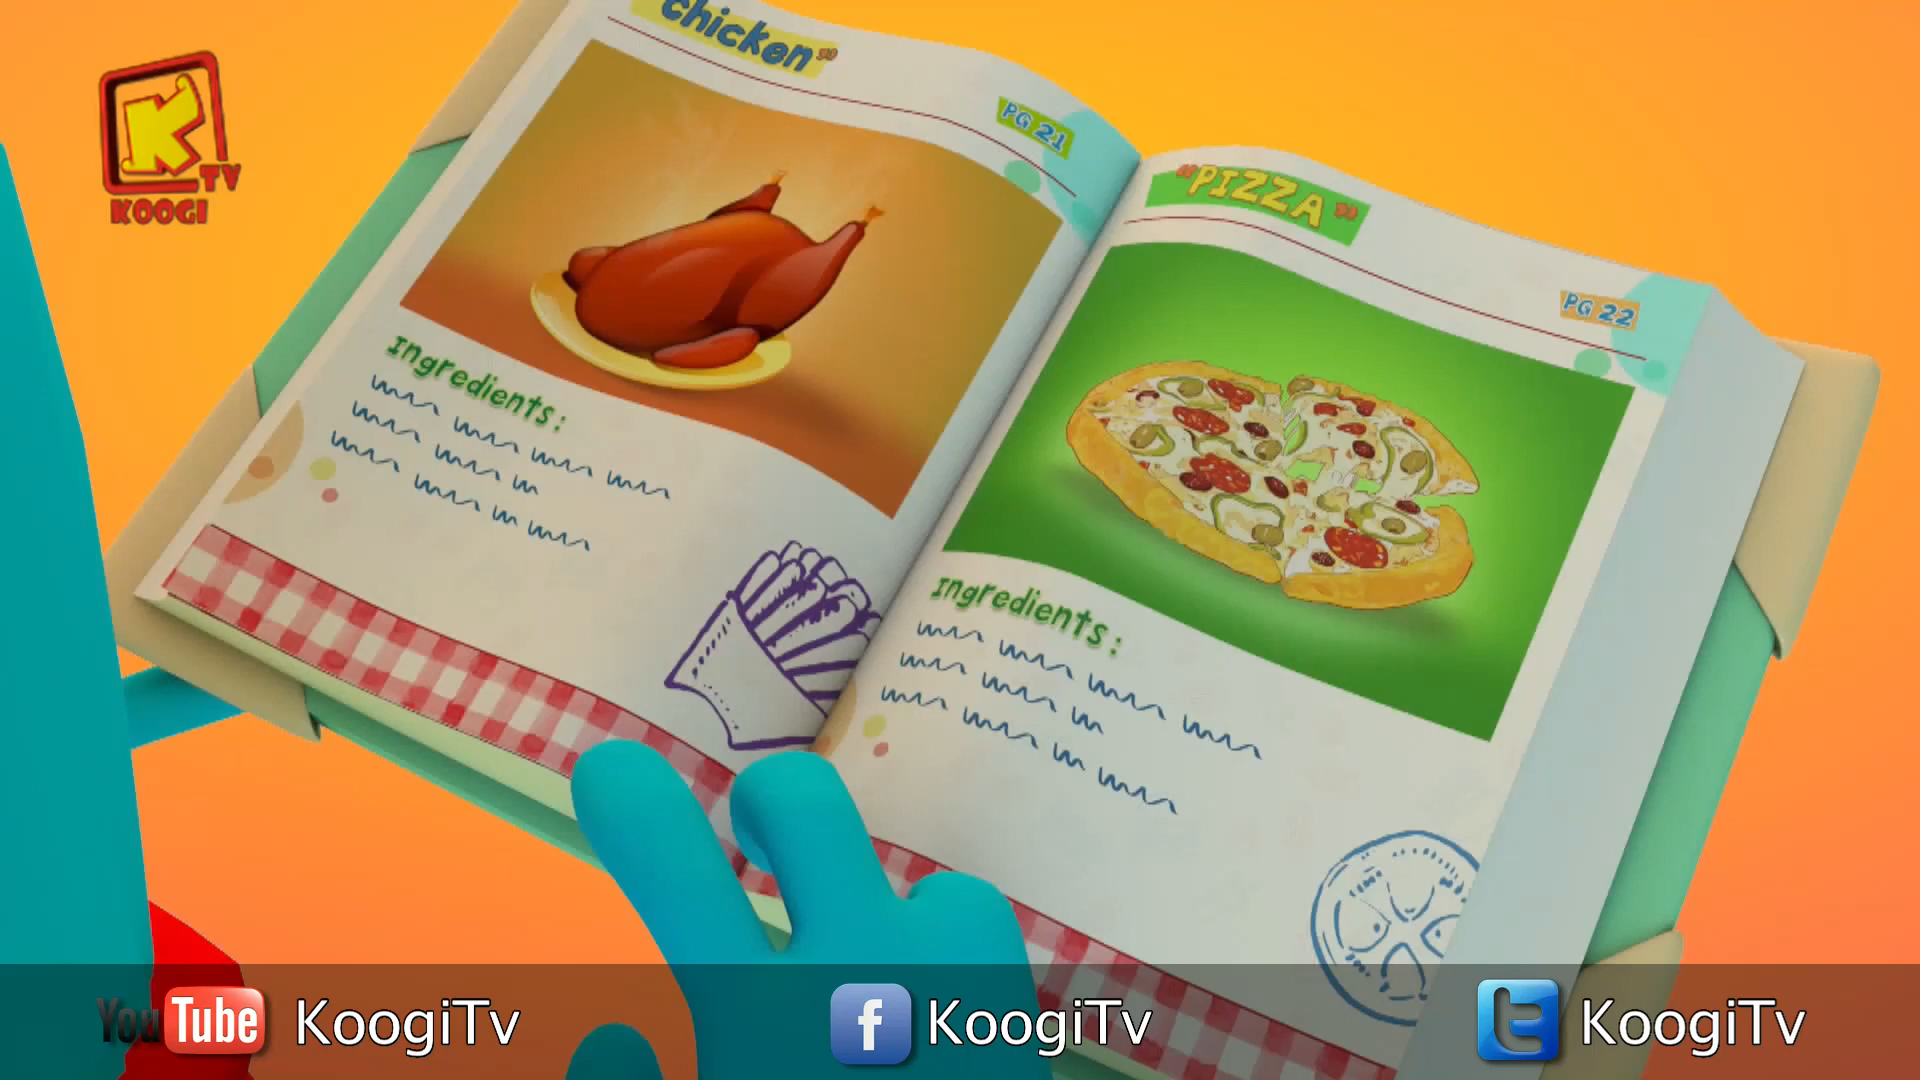 K
TV
KOOGI
chicken”
PG 21
Ingredients:
“PIZZA”
PG 22
Ingredients:
YouTube KoogiTv
f KoogiTv
t KoogiTv